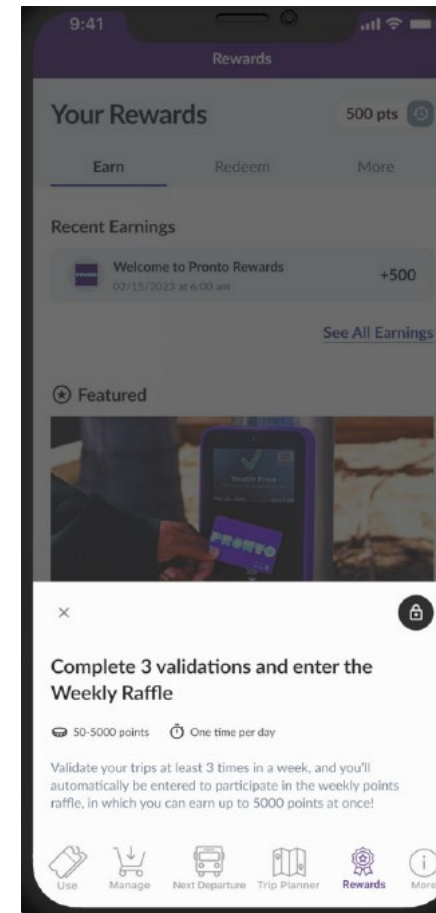 9:41
Rewards
Your Rewards
500 pts
Earn Redeem More
Recent Earnings
PRONTO
Welcome to Pronto Rewards
02/15/2023 at 6:00 am
+500
See All Earnings
Featured
Youth Free
PRONTO
Complete 3 validations and enter the
Weekly Raffle
50-5000 points One time per day
Validate your trips at least 3 times in a week, and you'll
automatically be entered to participate in the weekly points
raffle, in which you can earn up to 5000 points at once!
Use Manage Next Departure Trip Planner Rewards More